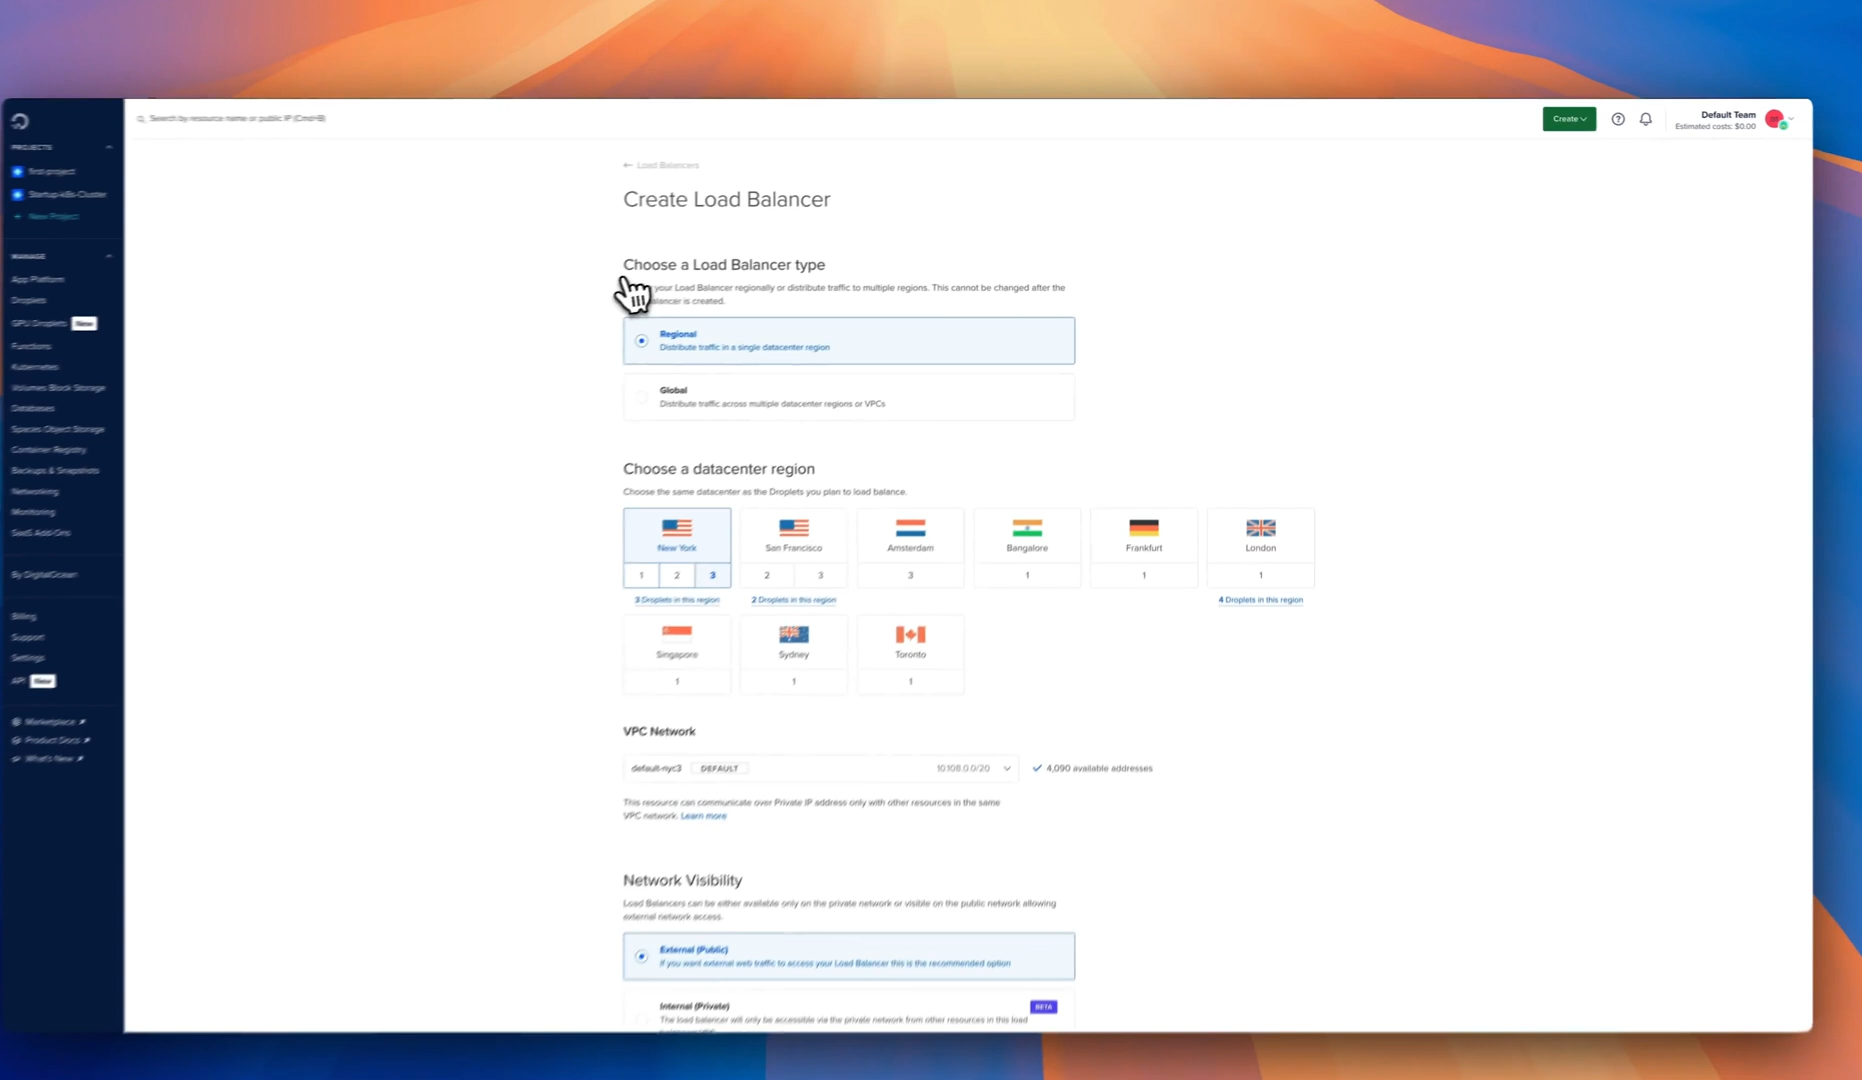 Search by resource name or public IP (Cmd+B)
Create
Default Team
Estimated costs: $0.00
PROJECTS
first-project
Startup-k8s-Cluster
+ New Project
MANAGE
App Platform
Droplets
GPU Droplets New
Functions
Kubernetes
Volumes Block Storage
Databases
Spaces Object Storage
Container Registry
Backups & Snapshots
Networking
Monitoring
SaaS Add-Ons
By DigitalOcean
Billing
Support
Settings
API New
Marketplace
Product Docs
What's New
← Load Balancers
Create Load Balancer
Choose a Load Balancer type
your Load Balancer regionally or distribute traffic to multiple regions. This cannot be changed after the
balancer is created.
Regional
Distribute traffic in a single datacenter region
Global
Distribute traffic across multiple datacenter regions or VPCs
Choose a datacenter region
Choose the same datacenter as the Droplets you plan to load balance.
New York
San Francisco
Amsterdam
Bangalore
Frankfurt
London
1 2 3
2 3
3
1
1
1
3 Droplets in this region
2 Droplets in this region
4 Droplets in this region
Singapore
Sydney
Toronto
1
1
1
VPC Network
default-nyc3 DEFAULT 10.108.0.0/20
4,090 available addresses
This resource can communicate over Private IP address only with other resources in the same
VPC network. Learn more
Network Visibility
Load Balancers can be either available only on the private network or visible on the public network allowing
external network access.
External (Public)
If you want external web traffic to access your Load Balancer this is the recommended option
Internal (Private)
BETA
The load balancer will only be accessible via the private network from other resources in this load